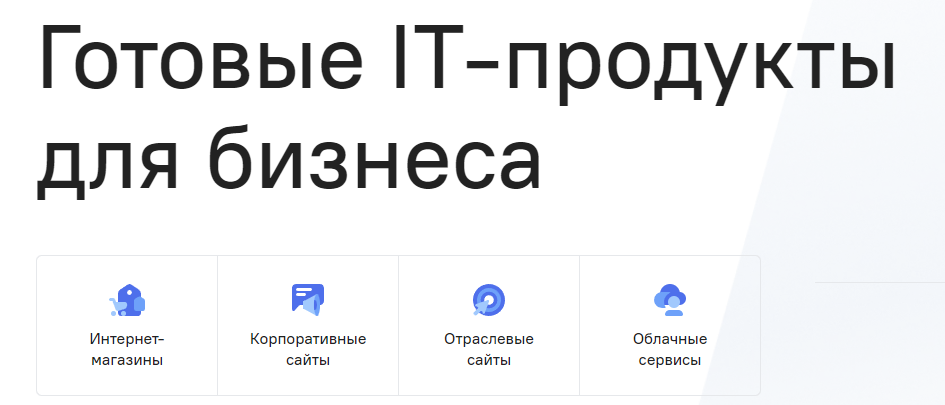 Готовые IT-продукты
для бизнеса
Интернет-
магазины
Корпоративные
сайты
Отраслевые
сайты
Облачные
сервисы